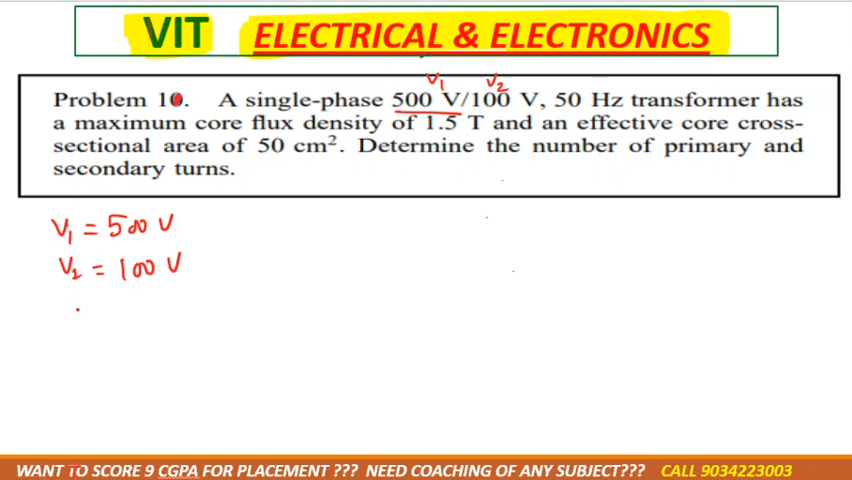 VIT ELECTRICAL & ELECTRONICS
V1 V2
Problem 10. A single-phase 500 V/100 V, 50 Hz transformer has
a maximum core flux density of 1.5 T and an effective core cross-
sectional area of 50 cm². Determine the number of primary and
secondary turns.
V1 = 500 V
V2 = 100 V
WANT TO SCORE 9 CGPA FOR PLACEMENT ??? NEED COACHING OF ANY SUBJECT??? CALL 9034223003